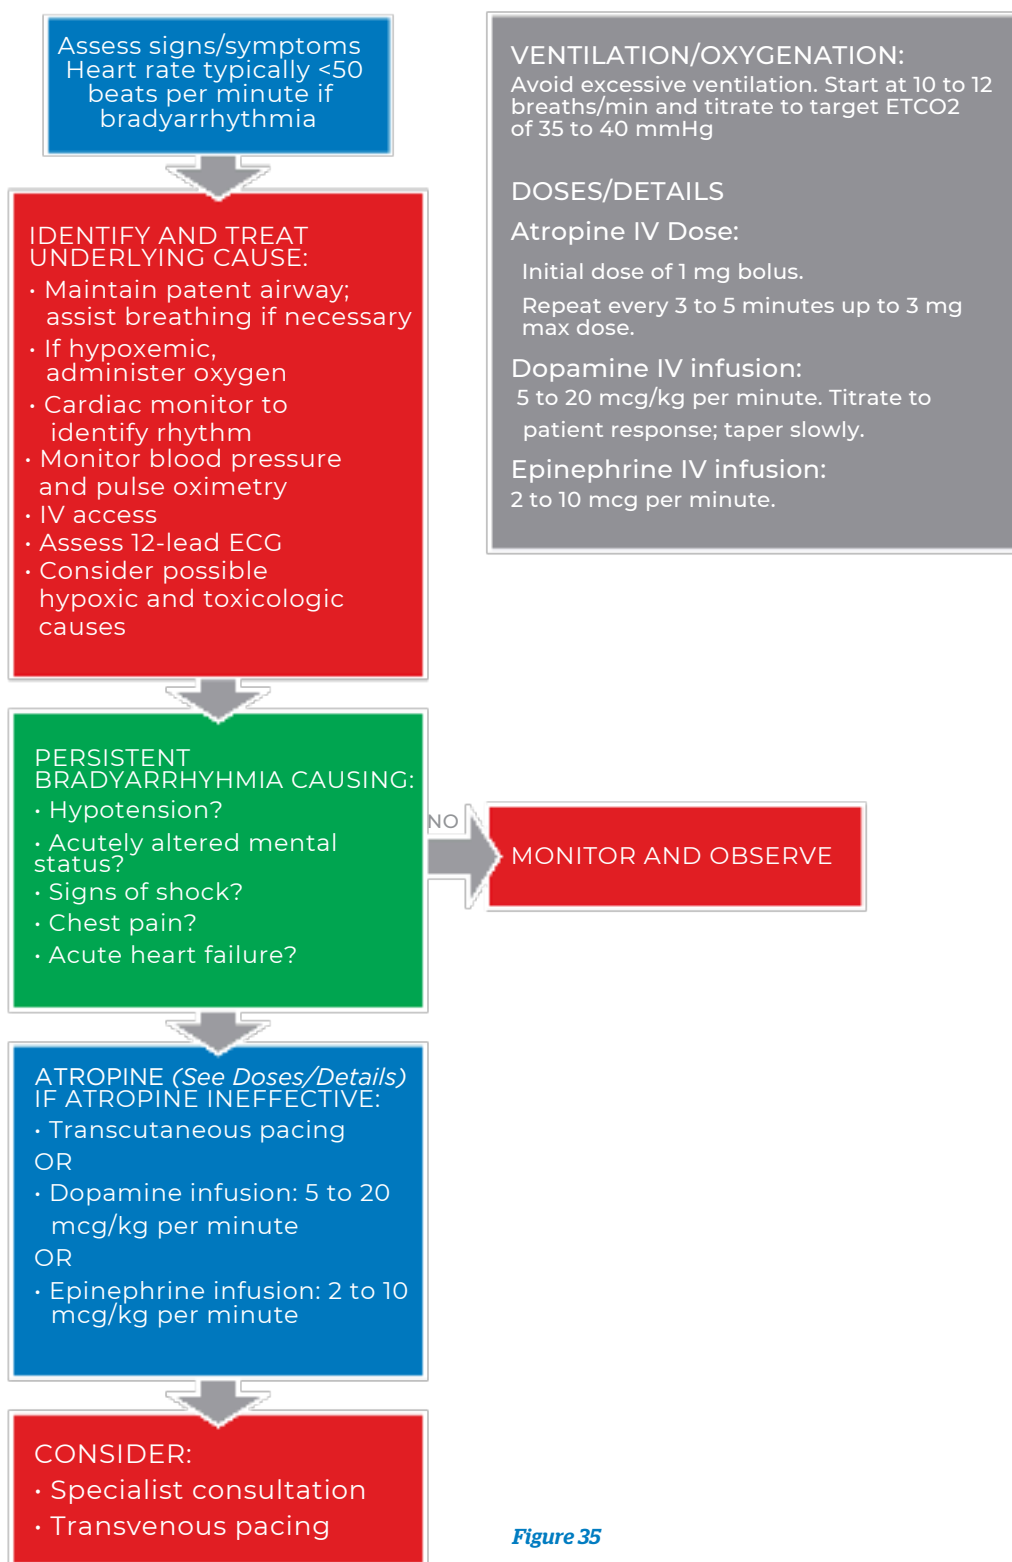 Assess signs/symptoms
Heart rate typically <50
beats per minute if
bradyarrhythmia
IDENTIFY AND TREAT
UNDERLYING CAUSE:
• Maintain patent airway;
assist breathing if necessary
• If hypoxemic,
administer oxygen
• Cardiac monitor to
identify rhythm
• Monitor blood pressure
and pulse oximetry
• IV access
• Assess 12-lead ECG
• Consider possible
hypoxic and toxicologic
causes
PERSISTENT
BRADYARRHYHMIA CAUSING:
• Hypotension?
• Acutely altered mental
status?
• Signs of shock?
• Chest pain?
• Acute heart failure?
NO
MONITOR AND OBSERVE
ATROPINE (See Doses/Details)
IF ATROPINE INEFFECTIVE:
• Transcutaneous pacing
OR
• Dopamine infusion: 5 to 20
mcg/kg per minute
OR
• Epinephrine infusion: 2 to 10
mcg/kg per minute
CONSIDER:
• Specialist consultation
• Transvenous pacing
VENTILATION/OXYGENATION:
Avoid excessive ventilation. Start at 10 to 12
breaths/min and titrate to target ETCO2
of 35 to 40 mmHg
DOSES/DETAILS
Atropine IV Dose:
Initial dose of 1 mg bolus.
Repeat every 3 to 5 minutes up to 3 mg
max dose.
Dopamine IV infusion:
5 to 20 mcg/kg per minute. Titrate to
patient response; taper slowly.
Epinephrine IV infusion:
2 to 10 mcg per minute.
Figure 35